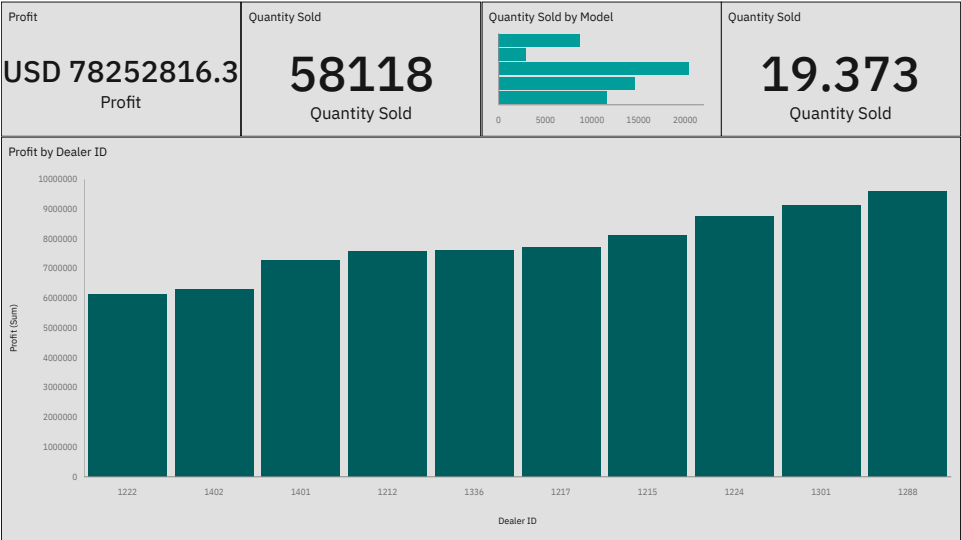 Profit
USD 78252816.3
Profit
Quantity Sold
58118
Quantity Sold
Quantity Sold by Model
0 5000 10000 15000 20000
Quantity Sold
19.373
Quantity Sold
Profit by Dealer ID
Profit (Sum)
10000000
9000000
8000000
7000000
6000000
5000000
4000000
3000000
2000000
1000000
0
1222 1402 1401 1212 1336 1217 1215 1224 1301 1288
Dealer ID